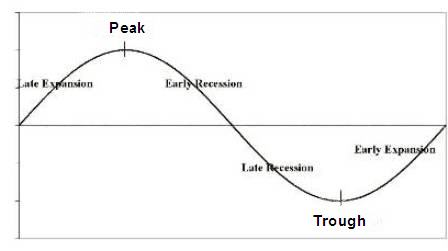 Peak
Late Expansion
Early Recession
Early Expansion
Late Recession
Trough